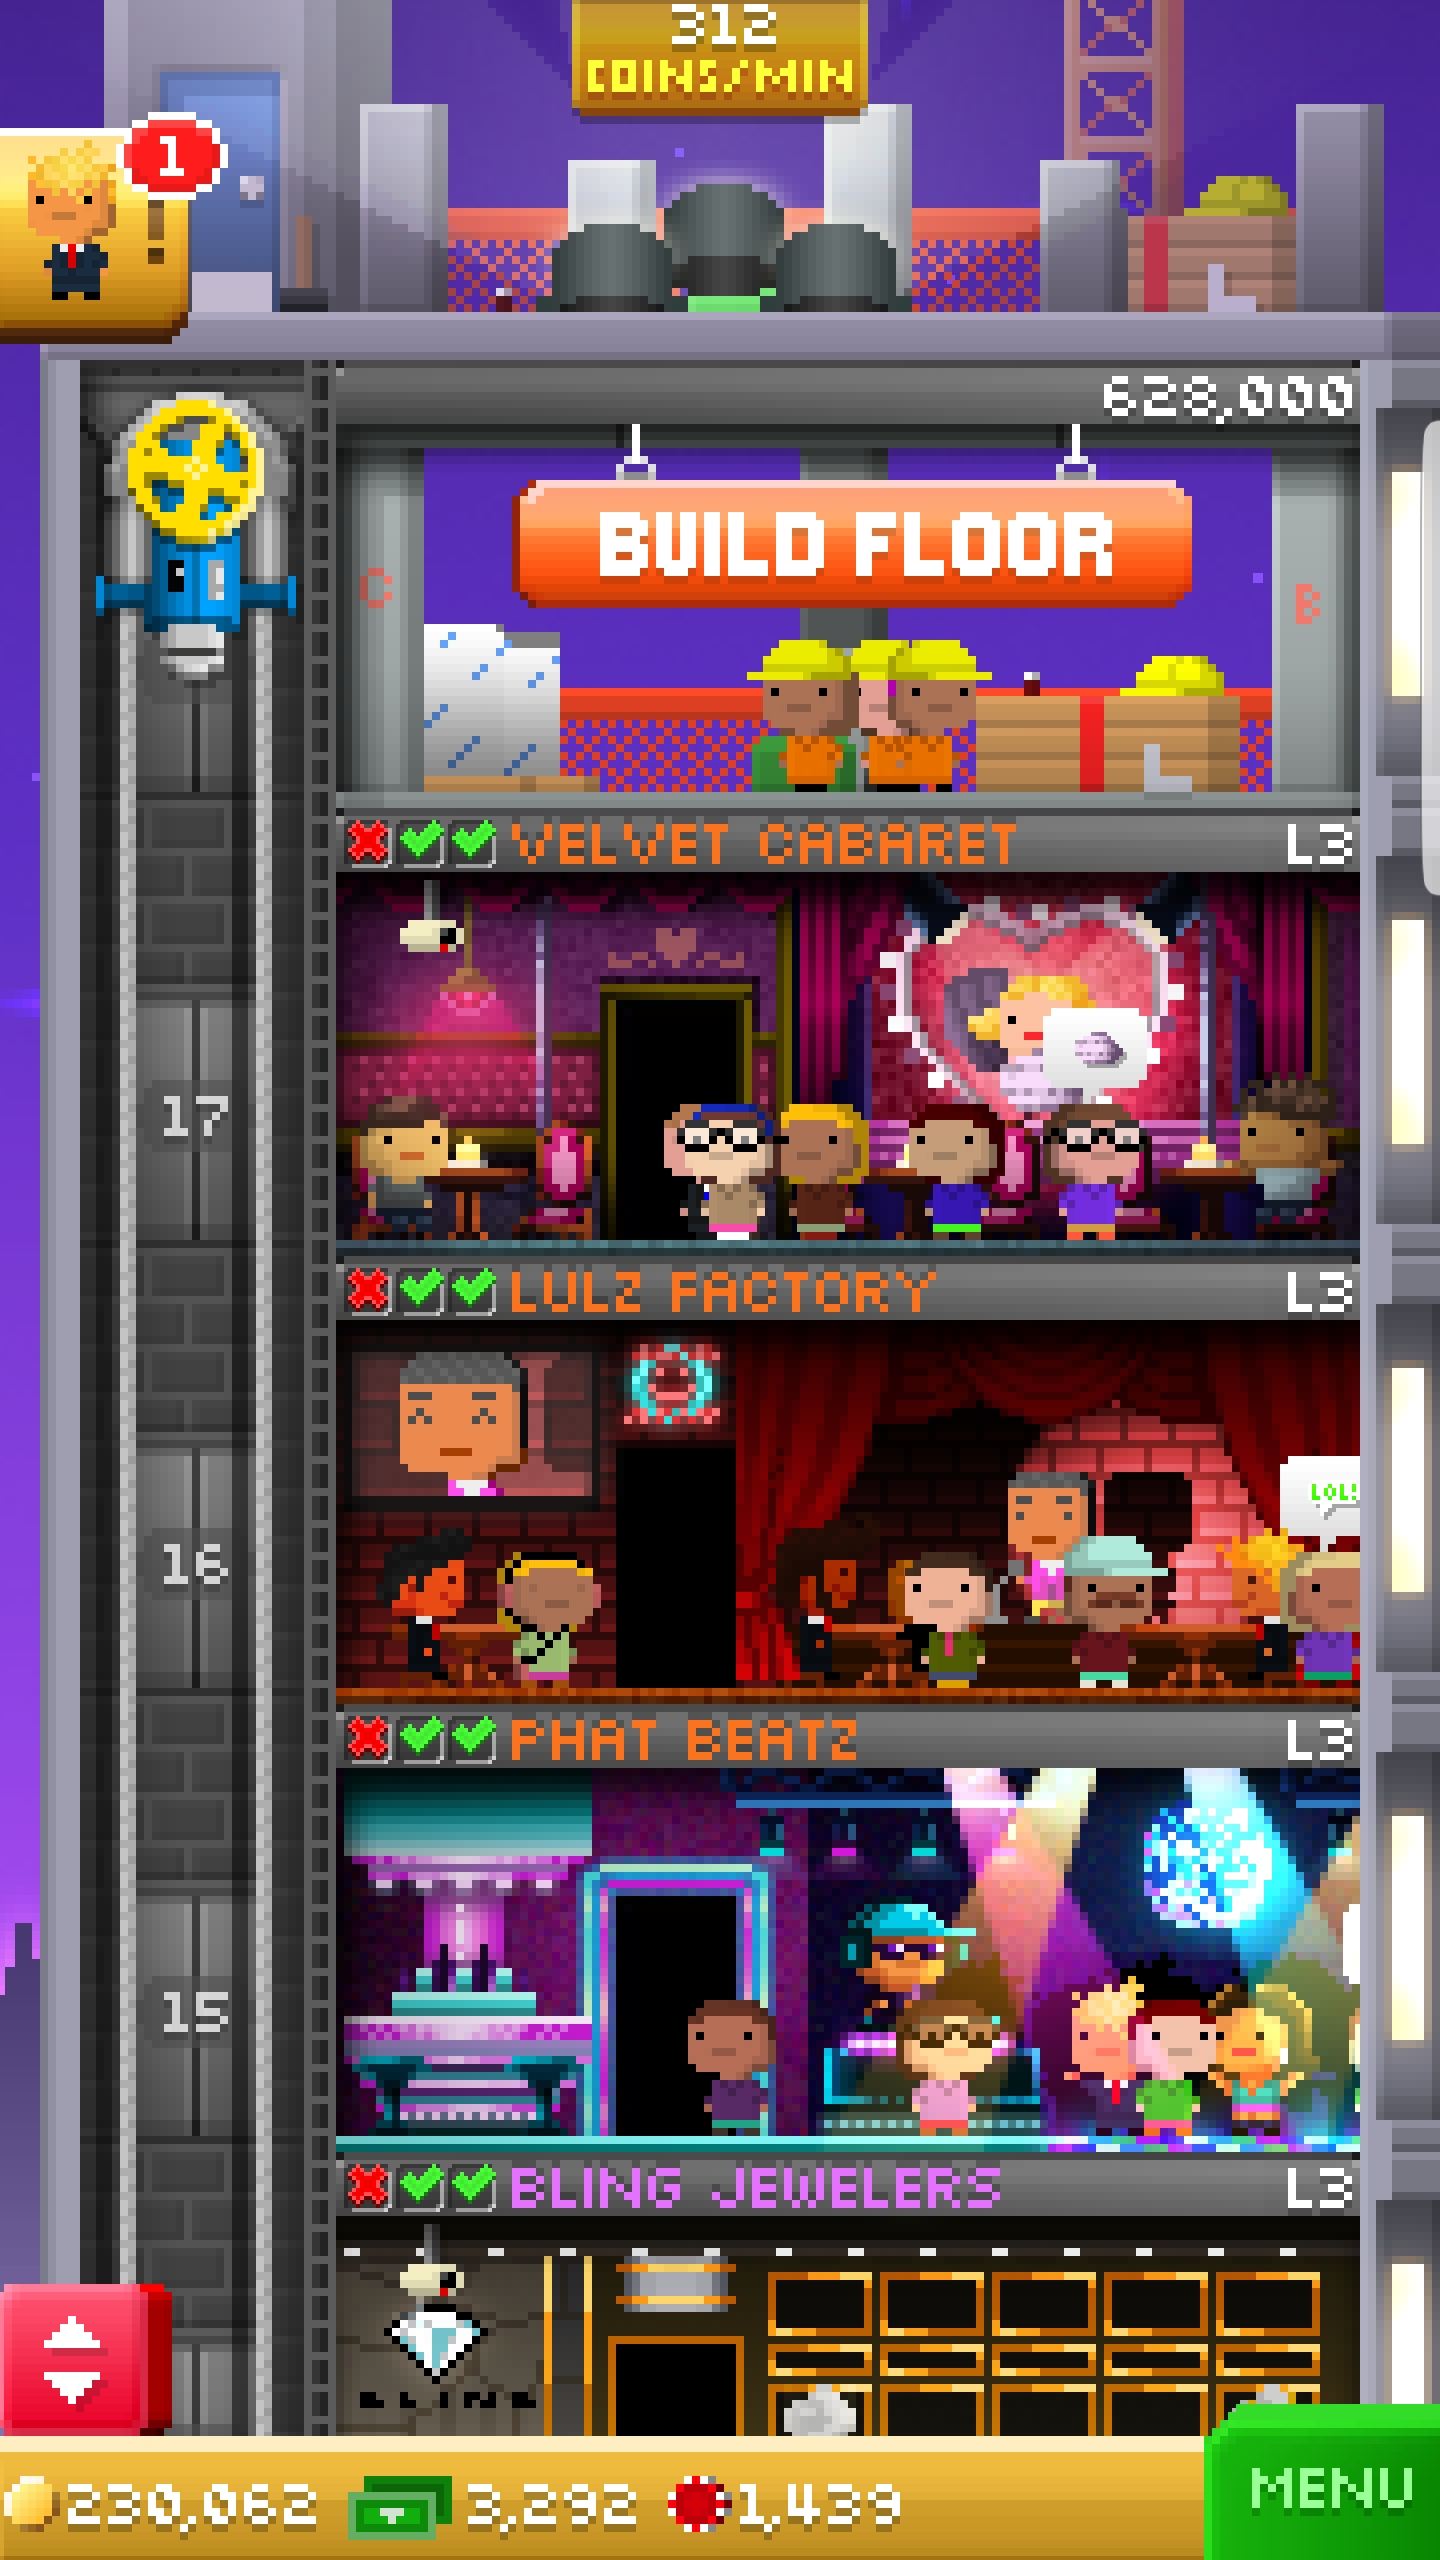 312
COINS/MIN
1
628,000
BUILD FLOOR
C
B
VELVET CABARET L3
17
LULZ FACTORY L3
LOL!
16
PHAT BEATZ L3
15
BLING JEWELERS L3
230,062 3,292 1,439
MENU